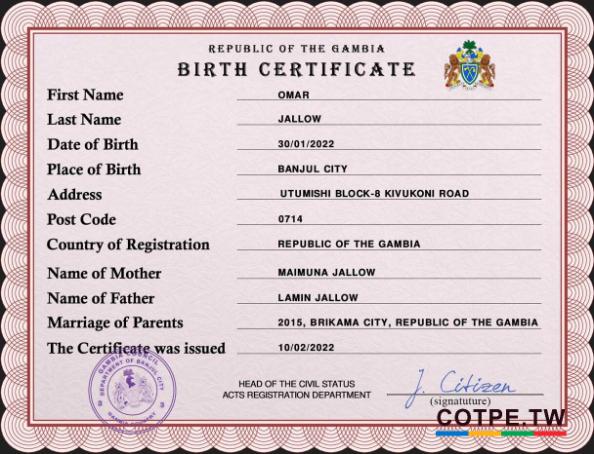 REPUBLIC OF THE GAMBIA
BIRTH CERTIFICATE
First Name OMAR
Last Name JALLOW
Date of Birth 30/01/2022
Place of Birth BANJUL CITY
Address UTUMISHI BLOCK-8 KIVUKONI ROAD
Post Code 0714
Country of Registration REPUBLIC OF THE GAMBIA
Name of Mother MAIMUNA JALLOW
Name of Father LAMIN JALLOW
Marriage of Parents 2015, BRIKAMA CITY, REPUBLIC OF THE GAMBIA
The Certificate was issued 10/02/2022
GAMBIA COUNCIL
DEPARTMENT OF BANJUL CITY
HEAD OF THE CIVIL STATUS
ACTS REGISTRATION DEPARTMENT
J. Citizen
(signatuture)
COTPE.TW